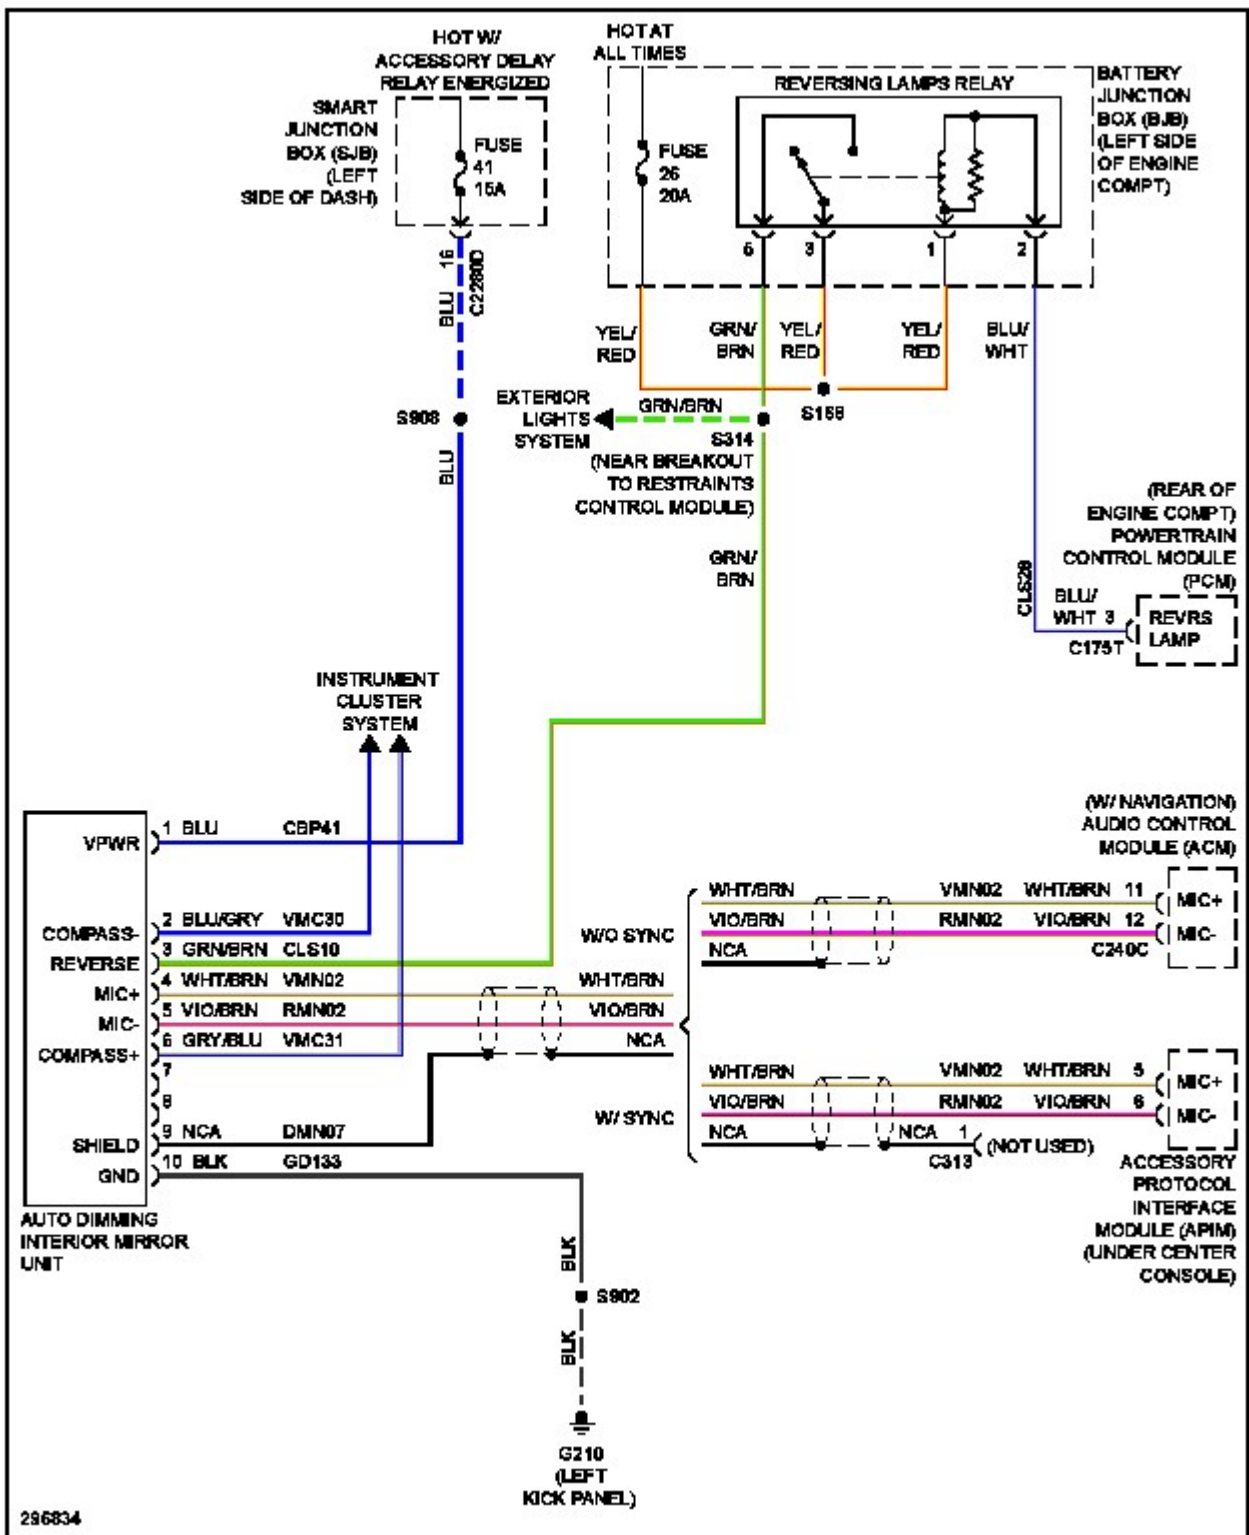 HOT W/
ACCESSORY DELAY
RELAY ENERGIZED
HOT AT
ALL TIMES
SMART
JUNCTION
BOX (SJB)
(LEFT
SIDE OF DASH)
FUSE
41
15A
FUSE
26
20A
REVERSING LAMPS RELAY
BATTERY
JUNCTION
BOX (BJB)
(LEFT SIDE
OF ENGINE
COMPT)
16
C2280D
BLU
5
3
1
2
YEL/
RED
GRN/
BRN
YEL/
RED
YEL/
RED
BLU/
WHT
S908
BLU
EXTERIOR
LIGHTS
SYSTEM
GRN/BRN
S314
(NEAR BREAKOUT
TO RESTRAINTS
CONTROL MODULE)
S158
GRN/
BRN
(REAR OF
ENGINE COMPT)
POWERTRAIN
CONTROL MODULE
(PCM)
CLS28
BLU/
WHT 3
C175T
REVRS
LAMP
INSTRUMENT
CLUSTER
SYSTEM
VPWR
1 BLU CBP41
COMPASS-
2 BLU/GRY VMC30
REVERSE
3 GRN/BRN CLS10
MIC+
4 WHT/BRN VMN02
MIC-
5 VIO/BRN RMN02
COMPASS+
6 GRY/BLU VMC31
7
8
SHIELD
9 NCA DMN07
GND
10 BLK GD133
AUTO DIMMING
INTERIOR MIRROR
UNIT
WHT/BRN
VIO/BRN
NCA
W/O SYNC
W/ SYNC
(W/ NAVIGATION)
AUDIO CONTROL
MODULE (ACM)
WHT/BRN VMN02 WHT/BRN 11 MIC+
VIO/BRN RMN02 VIO/BRN 12 MIC-
NCA C240C
WHT/BRN VMN02 WHT/BRN 5 MIC+
VIO/BRN RMN02 VIO/BRN 6 MIC-
NCA NCA 1 (NOT USED)
C313
ACCESSORY
PROTOCOL
INTERFACE
MODULE (APIM)
(UNDER CENTER
CONSOLE)
BLK
S902
BLK
G210
(LEFT
KICK PANEL)
296834